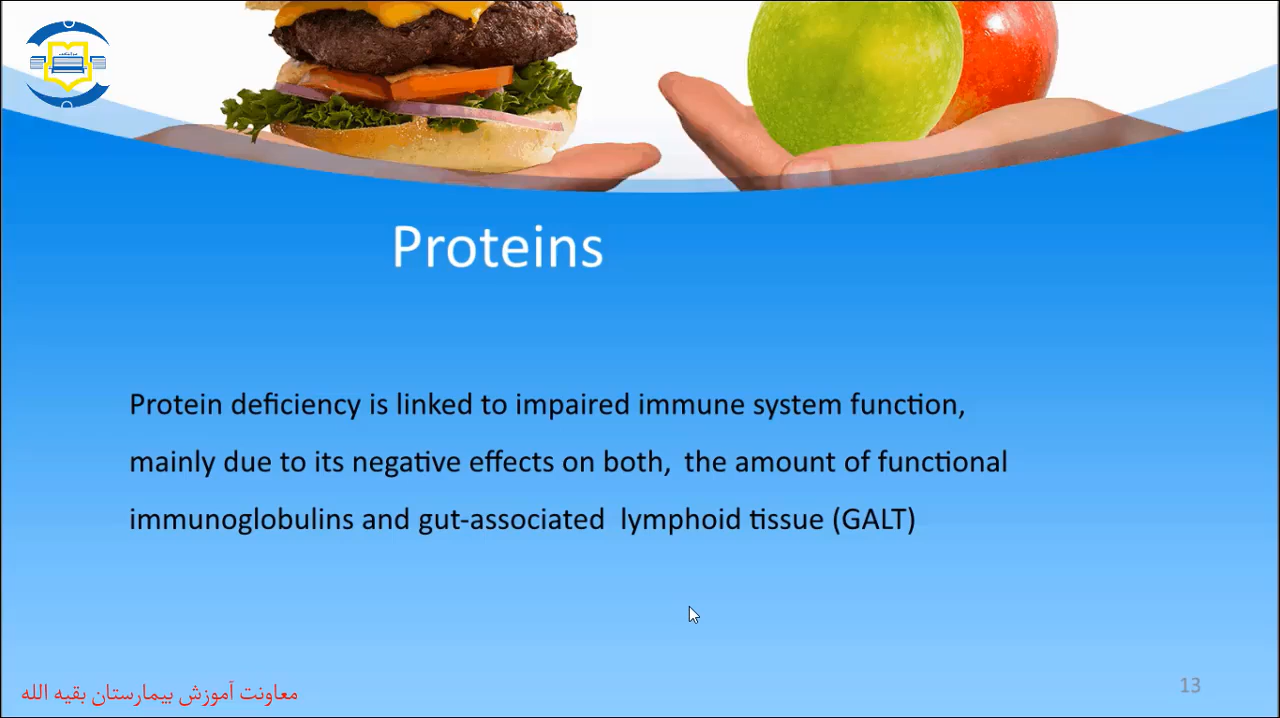 Proteins
Protein deficiency is linked to impaired immune system function,
mainly due to its negative effects on both, the amount of functional
immunoglobulins and gut-associated lymphoid tissue (GALT)
معاونت آموزش بیمارستان بقیه الله
13